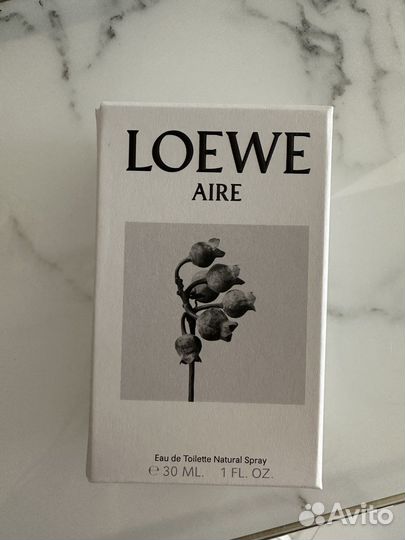 LOEWE
AIRE
Eau de Toilette Natural Spray
℮ 30 ML. 1 FL. OZ.
Avito